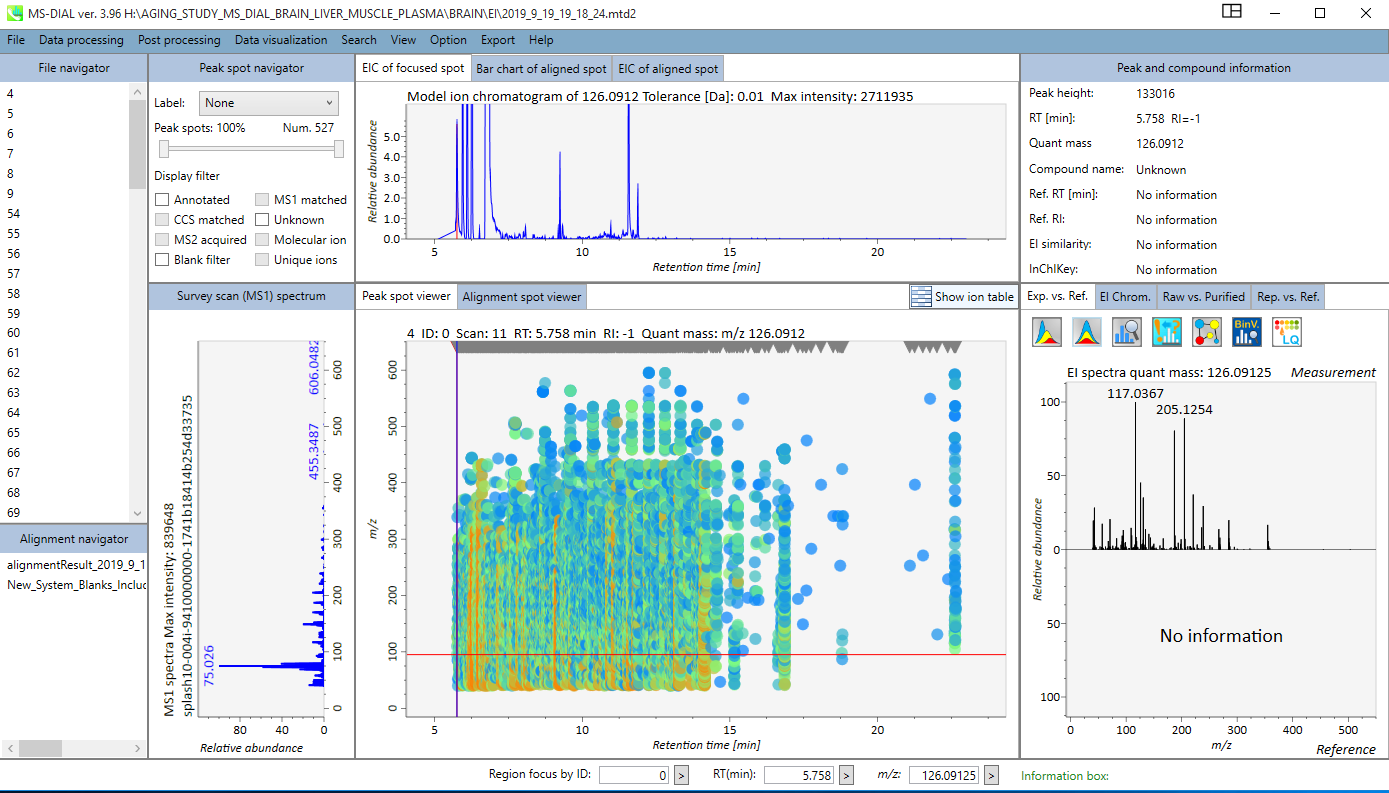 MS-DIAL ver. 3.96 H:\AGING_STUDY_MS_DIAL_BRAIN_LIVER_MUSCLE_PLASMA\BRAIN\EI\2019_9_19_19_18_24.mtd2
File Data processing Post processing Data visualization Search View Option Export Help
File navigator
4
5
6
7
8
9
54
55
56
57
58
59
60
61
62
63
64
65
66
67
68
69
Alignment navigator
alignmentResult_2019_9_1
New_System_Blanks_Includ
Peak spot navigator
Label: None
Peak spots: 100% Num. 527
Display filter
Annotated MS1 matched
CCS matched Unknown
MS2 acquired Molecular ion
Blank filter Unique ions
Survey scan (MS1) spectrum
MS1 spectra Max intensity: 839648
splash10-004i-9410000000-1741b18414b254d33735
75.026
455.3487
606.0482
600
500
400
300
200
100
0
80 40 0
Relative abundance
EIC of focused spot Bar chart of aligned spot EIC of aligned spot
Model ion chromatogram of 126.0912 Tolerance [Da]: 0.01 Max intensity: 2711935
Relative abundance
5.0
4.0
3.0
2.0
1.0
0.0
5 10 15 20
Retention time [min]
Peak spot viewer Alignment spot viewer Show ion table
4 ID: 0 Scan: 11 RT: 5.758 min RI: -1 Quant mass: m/z 126.0912
m/z
600
500
400
300
200
100
0
5 10 15 20
Retention time [min]
Peak and compound information
Peak height: 133016
RT [min]: 5.758 RI=-1
Quant mass 126.0912
Compound name: Unknown
Ref. RT [min]: No information
Ref. RI: No information
EI similarity: No information
InChIKey: No information
Exp. vs. Ref. EI Chrom. Raw vs. Purified Rep. vs. Ref.
BinV.
LQ
EI spectra quant mass: 126.09125 Measurement
117.0367
205.1254
Relative abundance
100
50
0
50
100
No information
0 100 200 300 400 500
m/z
Reference
Region focus by ID: 0 > RT(min): 5.758 > m/z: 126.09125 > Information box: